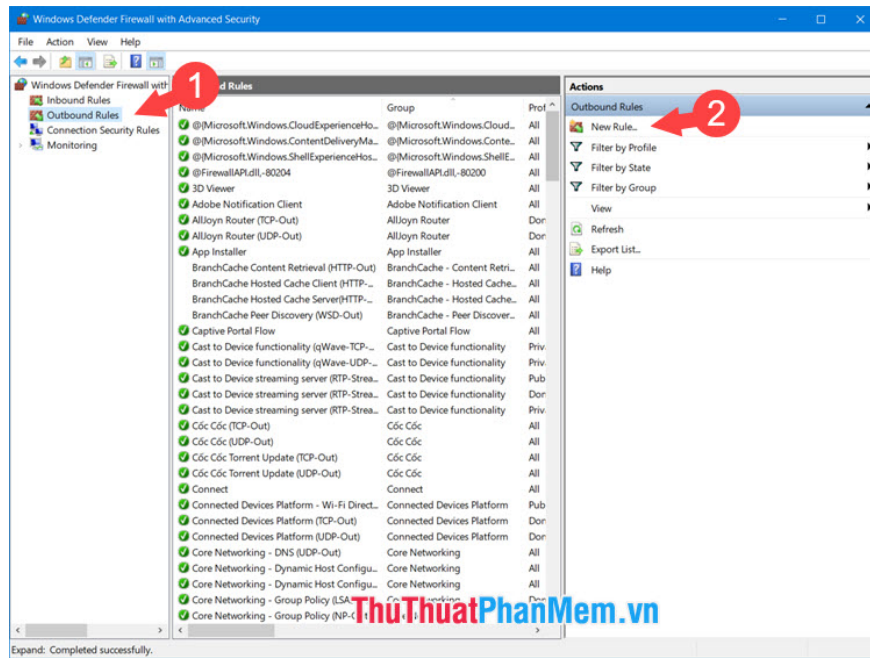 Windows Defender Firewall with Advanced Security
File Action View Help
Windows Defender Firewall with
Inbound Rules
Outbound Rules
Connection Security Rules
Monitoring
1
Rules
Name Group Prof
@{Microsoft.Windows.CloudExperienceHo... @{Microsoft.Windows.Cloud... All
@{Microsoft.Windows.ContentDeliveryMa... @{Microsoft.Windows.Conte... All
@{Microsoft.Windows.ShellExperienceHos... @{Microsoft.Windows.ShellE... All
@FirewallAPI.dll,-80204 @FirewallAPI.dll,-80200 All
3D Viewer 3D Viewer All
Adobe Notification Client Adobe Notification Client All
AllJoyn Router (TCP-Out) AllJoyn Router Don
AllJoyn Router (UDP-Out) AllJoyn Router Don
App Installer App Installer All
BranchCache Content Retrieval (HTTP-Out) BranchCache - Content Retri... All
BranchCache Hosted Cache Client (HTTP-... BranchCache - Hosted Cache... All
BranchCache Hosted Cache Server(HTTP-... BranchCache - Hosted Cache... All
BranchCache Peer Discovery (WSD-Out) BranchCache - Peer Discover... All
Captive Portal Flow Captive Portal Flow All
Cast to Device functionality (qWave-TCP-... Cast to Device functionality Priv
Cast to Device functionality (qWave-UDP-... Cast to Device functionality Priv
Cast to Device streaming server (RTP-Strea... Cast to Device functionality Pub
Cast to Device streaming server (RTP-Strea... Cast to Device functionality Don
Cast to Device streaming server (RTP-Strea... Cast to Device functionality Priv
Cốc Cốc (TCP-Out) Cốc Cốc All
Cốc Cốc (UDP-Out) Cốc Cốc All
Cốc Cốc Torrent Update (TCP-Out) Cốc Cốc All
Cốc Cốc Torrent Update (UDP-Out) Cốc Cốc All
Connect Connect All
Connected Devices Platform - Wi-Fi Direct... Connected Devices Platform Pub
Connected Devices Platform (TCP-Out) Connected Devices Platform Don
Connected Devices Platform (UDP-Out) Connected Devices Platform Don
Core Networking - DNS (UDP-Out) Core Networking All
Core Networking - Dynamic Host Configu... Core Networking All
Core Networking - Dynamic Host Configu... Core Networking All
Core Networking - Group Policy (LSA
Core Networking - Group Policy (NP-
Actions
Outbound Rules
New Rule...
2
Filter by Profile
Filter by State
Filter by Group
View
Refresh
Export List...
Help
ThuThuatPhanMem.vn
Expand: Completed successfully.